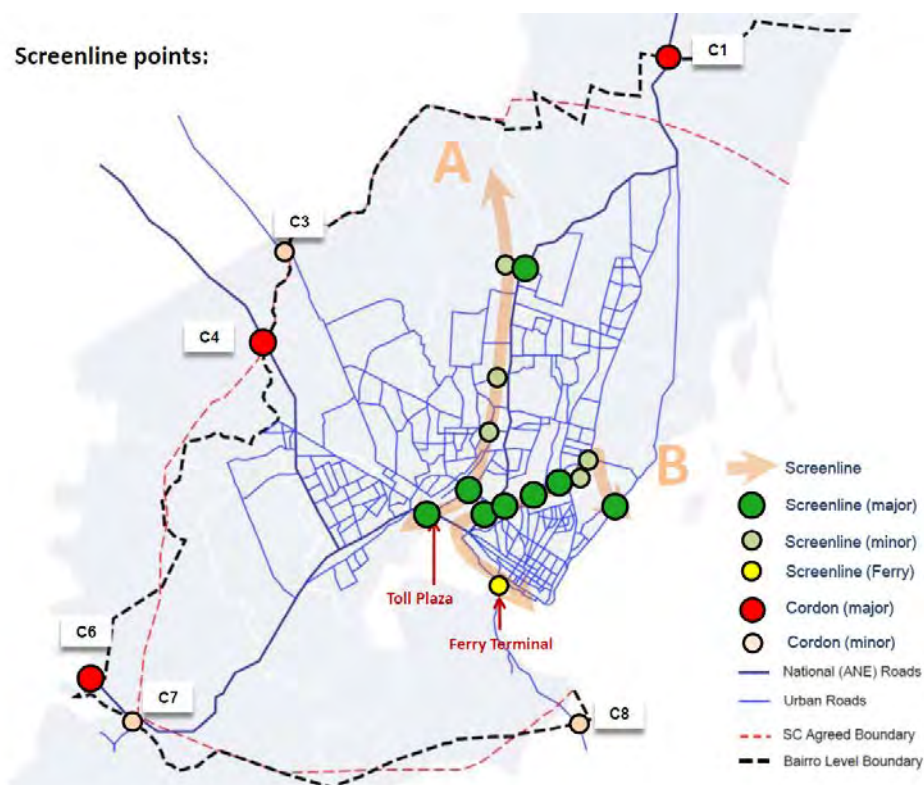 Screenline points:
C1
A
C3
C4
B
Toll Plaza
Ferry Terminal
C6
C7
C8
Screenline
Screenline (major)
Screenline (minor)
Screenline (Ferry)
Cordon (major)
Cordon (minor)
National (ANE) Roads
Urban Roads
SC Agreed Boundary
Bairro Level Boundary